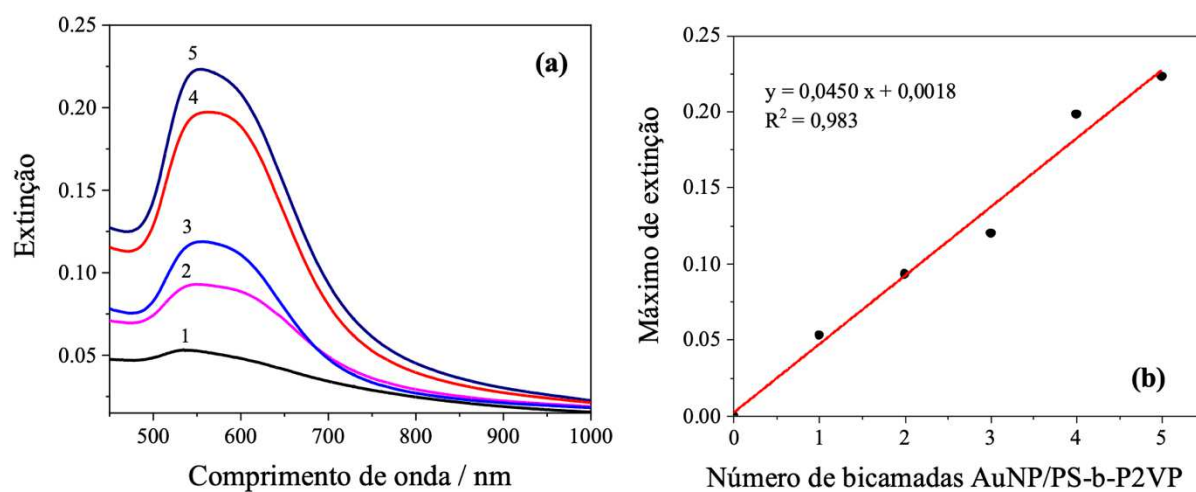 (a)
0.25
0.20
0.15
0.10
0.05
5
4
3
2
1
500 600 700 800 900 1000
Extinção
Comprimento de onda / nm
(b)
y = 0,0450 x + 0,0018
R² = 0,983
0.25
0.20
0.15
0.10
0.05
0.00
0 1 2 3 4 5
Máximo de extinção
Número de bicamadas AuNP/PS-b-P2VP